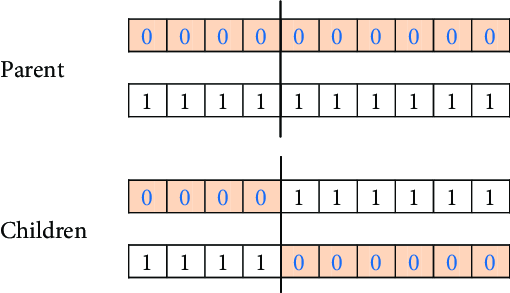 0 0 0 0 0 0 0 0 0 0
Parent
1 1 1 1 1 1 1 1 1 1
0 0 0 0 1 1 1 1 1 1
Children
1 1 1 1 0 0 0 0 0 0